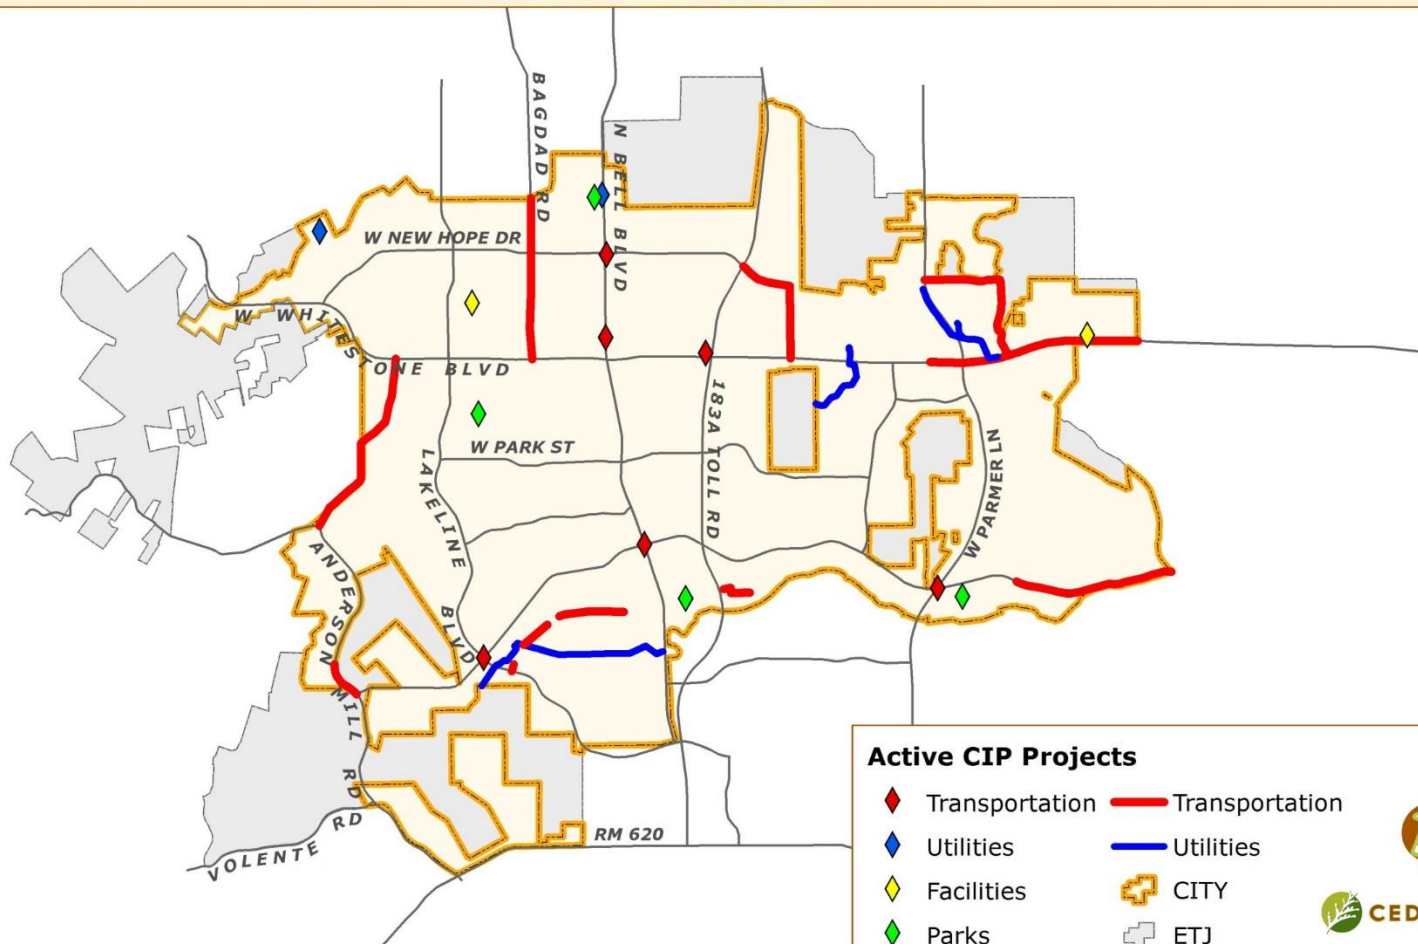 BAGDAD RD
N BELL BLVD
W NEW HOPE DR
W WHITESTONE BLVD
183A TOLL RD
W PARK ST
LAKELINE BLVD
W PARMER LN
ANDERSON MILL RD
VOLENTE RD
RM 620
Active CIP Projects
Transportation Transportation
Utilities Utilities
Facilities CITY
Parks ETJ
CED